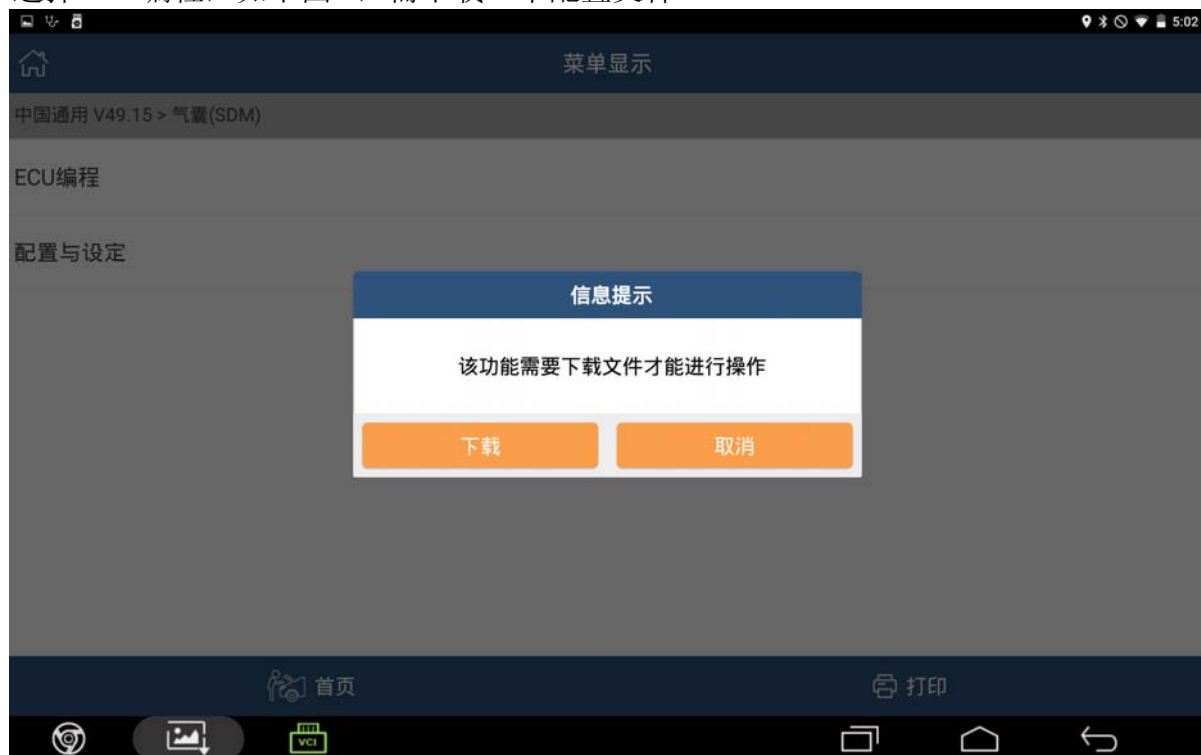 5:02
菜单显示
中国通用 V49.15 > 气囊(SDM)
ECU编程
配置与设定
信息提示
该功能需要下载文件才能进行操作
下载
取消
首页
打印
VCI